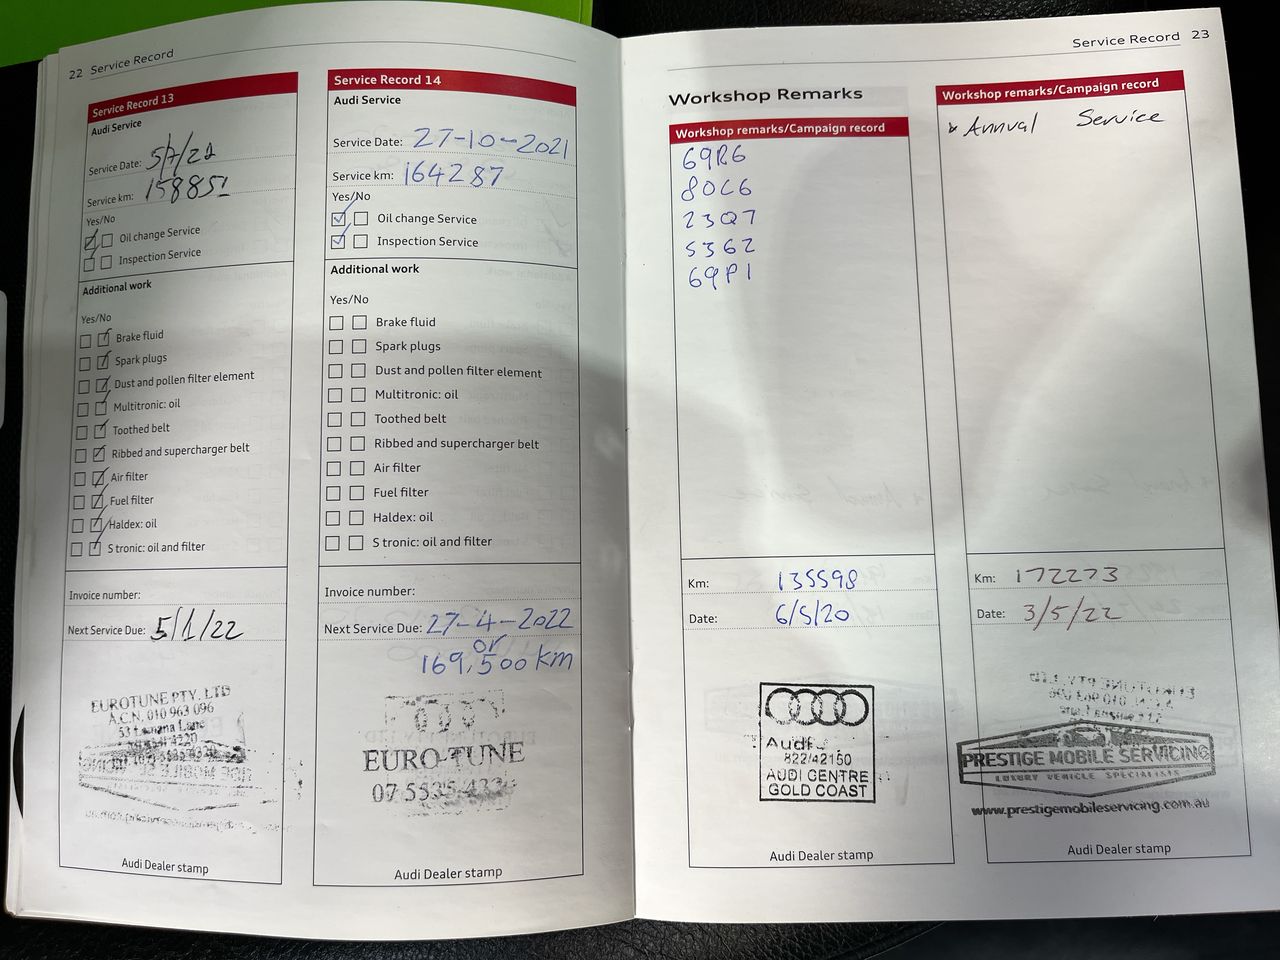 22 Service Record
Service Record 13
Audi Service
Service Date:
Service km: 158851
Yes/No
Oil change Service
Inspection Service
Additional work
Yes/No
Brake fluid
Spark plugs
Dust and pollen filter element
Multitronic: oil
Toothed belt
Ribbed and supercharger belt
Air filter
Fuel filter
Haldex: oil
S tronic: oil and filter
Invoice number:
Next Service Due: 5/1/22
EUROTUNE PTY. LTD
A.C.N. 010 963 096
53 Lane
Audi Dealer stamp
Service Record 14
Audi Service
Service Date: 27-10-2021
Service km: 164287
Yes/No
Oil change Service
Inspection Service
Additional work
Yes/No
Brake fluid
Spark plugs
Dust and pollen filter element
Multitronic: oil
Toothed belt
Ribbed and supercharger belt
Air filter
Fuel filter
Haldex: oil
S tronic: oil and filter
Invoice number:
Next Service Due: 27-4-2022
or
169,500 km
EURO-TUNE
07 5535
Audi Dealer stamp
Service Record 23
Workshop Remarks
Workshop remarks/Campaign record
69R6
80C6
23Q7
5362
69P1
Km: 135598
Date: 6/5/20
Audi
822/42150
AUDI CENTRE
GOLD COAST
Audi Dealer stamp
Workshop remarks/Campaign record
Annual Service
Km: 172273
Date: 3/5/22
PRESTIGE MOBILE SERVICING
LUXURY VEHICLE SPECIALISTS
www.prestigemobileservicing.com.au
Audi Dealer stamp